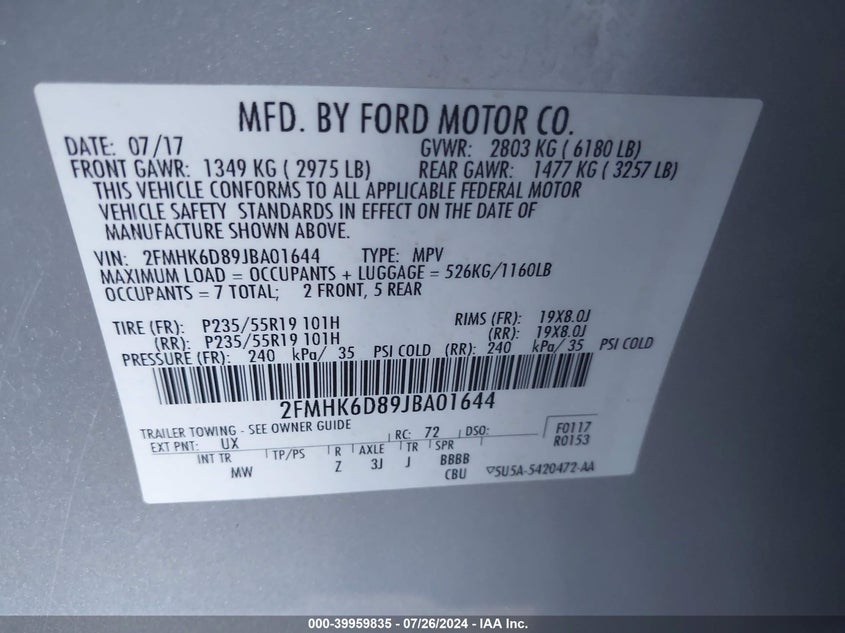 MFD. BY FORD MOTOR CO.
DATE: 07/17 GVWR: 2803 KG ( 6180 LB)
FRONT GAWR: 1349 KG ( 2975 LB) REAR GAWR: 1477 KG ( 3257 LB)
THIS VEHICLE CONFORMS TO ALL APPLICABLE FEDERAL MOTOR
VEHICLE SAFETY STANDARDS IN EFFECT ON THE DATE OF
MANUFACTURE SHOWN ABOVE.
VIN: 2FMHK6D89JBA01644 TYPE: MPV
MAXIMUM LOAD = OCCUPANTS + LUGGAGE = 526KG/1160LB
OCCUPANTS = 7 TOTAL; 2 FRONT, 5 REAR
TIRE (FR): P235/55R19 101H RIMS (FR): 19X8.0J
(RR): P235/55R19 101H (RR): 19X8.0J
PRESSURE (FR): 240 kPa/ 35 PSI COLD (RR): 240 kPa/ 35 PSI COLD
2FMHK6D89JBA01644
TRAILER TOWING - SEE OWNER GUIDE
EXT PNT: UX RC: 72 DSO: F0117
R0153
INT TR TP/PS R AXLE TR SPR
MW Z 3J J BBBB
CBU 5U5A-5420472-AA
000-39959835 - 07/26/2024 - IAA Inc.